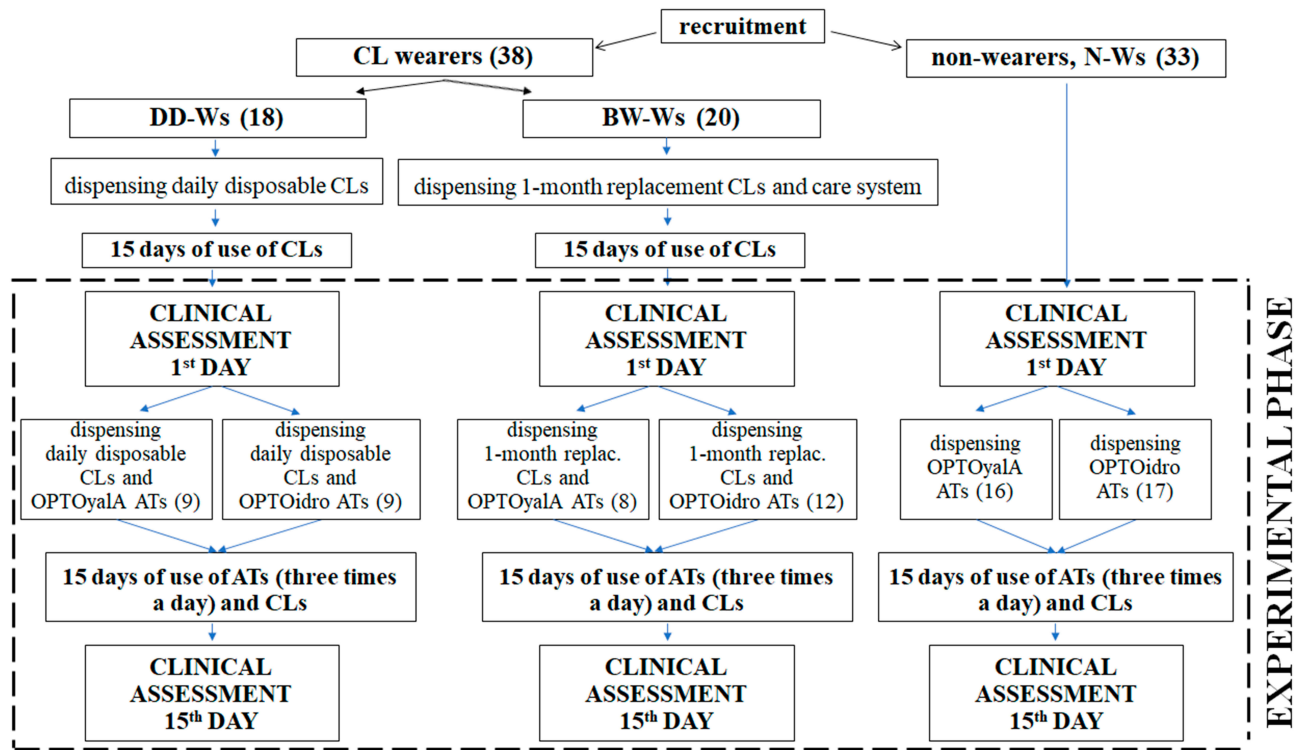 recruitment
CL wearers (38)
non-wearers, N-Ws (33)
DD-Ws (18)
BW-Ws (20)
dispensing daily disposable CLs
dispensing 1-month replacement CLs and care system
15 days of use of CLs
15 days of use of CLs
CLINICAL
ASSESSMENT
1st DAY
CLINICAL
ASSESSMENT
1st DAY
CLINICAL
ASSESSMENT
1st DAY
dispensing
daily disposable
CLs and
OPTOyalA ATs (9)
dispensing
daily disposable
CLs and
OPTOidro ATs (9)
dispensing
1-month replac.
CLs and
OPTOyalA ATs (8)
dispensing
1-month replac.
CLs and
OPTOidro ATs (12)
dispensing
OPTOyalA
ATs (16)
dispensing
OPTOidro
ATs (17)
15 days of use of ATs (three times
a day) and CLs
15 days of use of ATs (three times
a day) and CLs
15 days of use of ATs (three times
a day) and CLs
CLINICAL
ASSESSMENT
15th DAY
CLINICAL
ASSESSMENT
15th DAY
CLINICAL
ASSESSMENT
15th DAY
EXPERIMENTAL PHASE